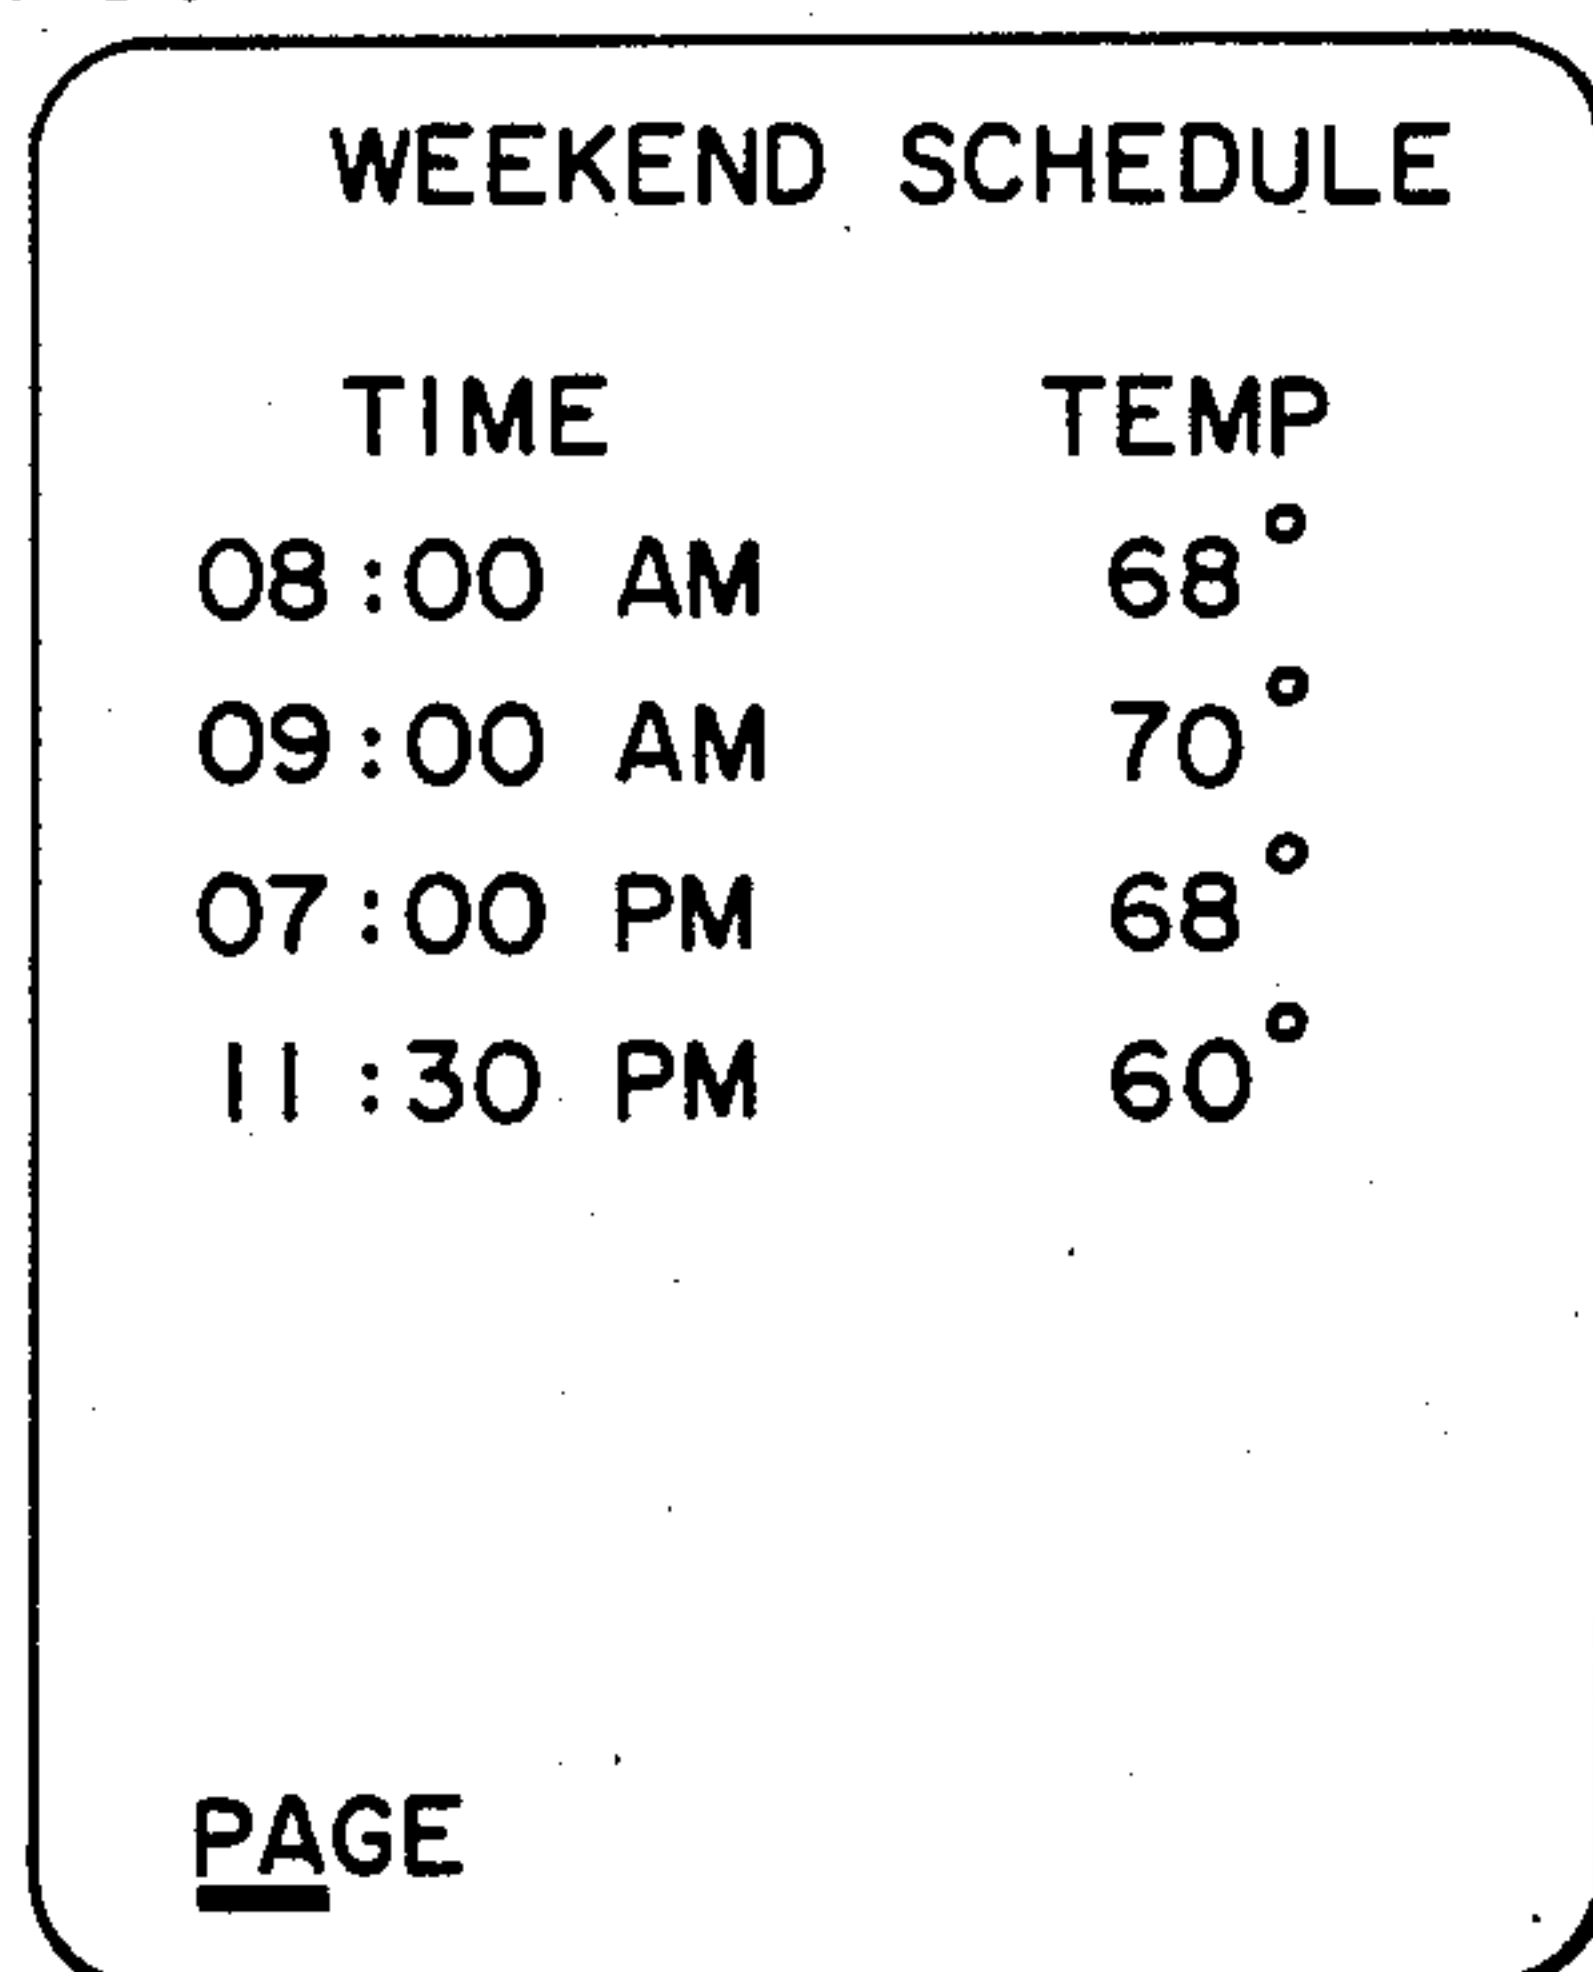 WEEKEND SCHEDULE
TIME TEMP
08:00 AM 68°
09:00 AM 70°
07:00 PM 68°
11:30 PM 60°
PAGE